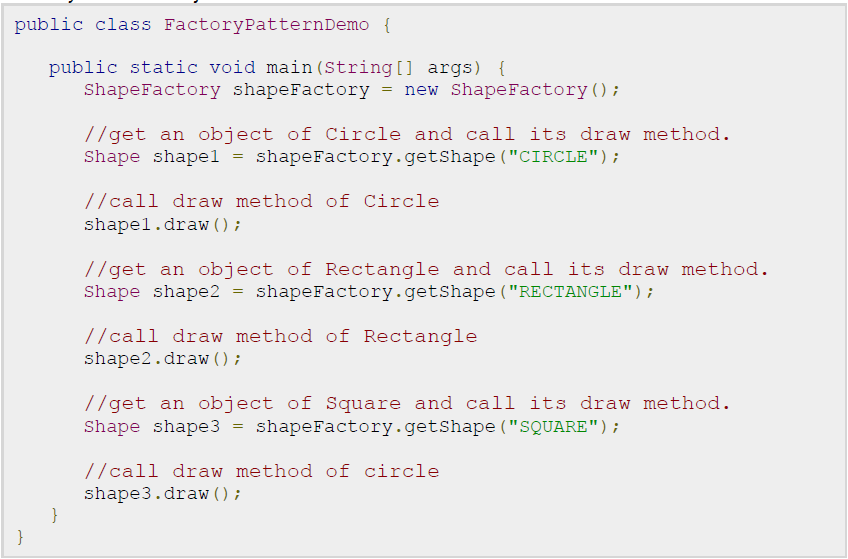 public class FactoryPatternDemo {
public static void main(String[] args) {
ShapeFactory shapeFactory = new ShapeFactory();
//get an object of Circle and call its draw method.
Shape shape1 = shapeFactory.getShape("CIRCLE");
//call draw method of Circle
shape1.draw();
//get an object of Rectangle and call its draw method.
Shape shape2 = shapeFactory.getShape("RECTANGLE");
//call draw method of Rectangle
shape2.draw();
//get an object of Square and call its draw method.
Shape shape3 = shapeFactory.getShape("SQUARE");
//call draw method of circle
shape3.draw();
}
}